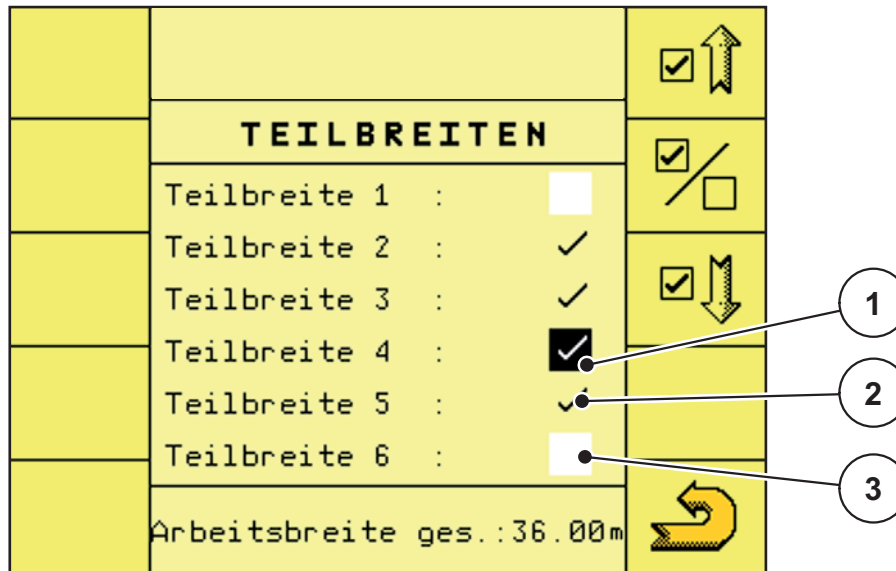 TEILBREITEN
Teilbreite 1 :
Teilbreite 2 :
Teilbreite 3 :
Teilbreite 4 :
Teilbreite 5 :
Teilbreite 6 :
Arbeitsbreite ges.:36.00m
1
2
3